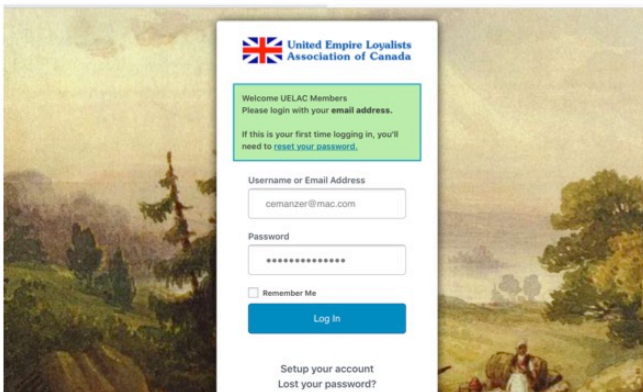 United Empire Loyalists
Association of Canada
Welcome UELAC Members
Please login with your email address.
If this is your first time logging in, you'll
need to reset your password.
Username or Email Address
cemanzer@mac.com
Password
••••••••••••••
Remember Me
Log In
Setup your account
Lost your password?